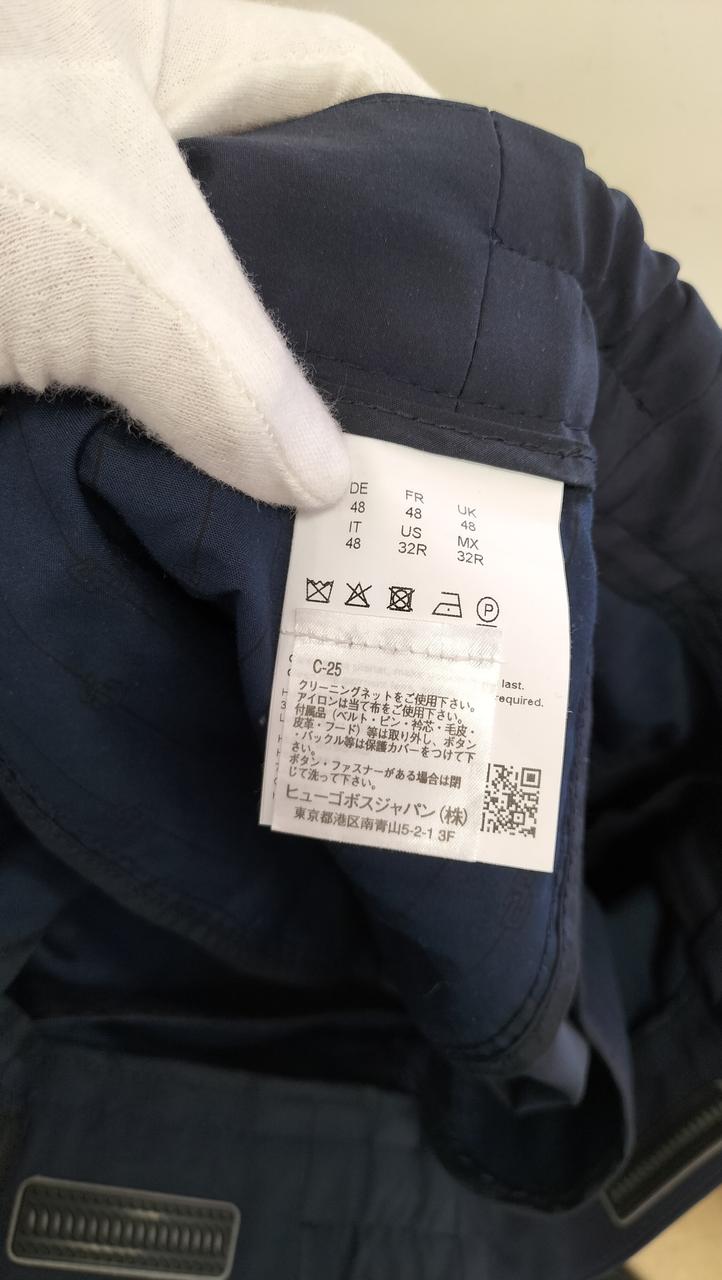 DE FR UK
48 48 48
IT US MX
48 32R 32R
P
C-25
last.
required.
クリーニングネットをご使用下さい。
アイロンは当て布をご使用下さい。
付属品（ベルト・ピン・衿芯・毛皮・
皮革・フード）等は取り外し、ボタン
・バックル等は保護カバーをつけて下
さい。
ボタン・ファスナーがある場合は閉
じて洗って下さい。
ヒューゴボスジャパン（株）
東京都港区南青山5-2-1 3F